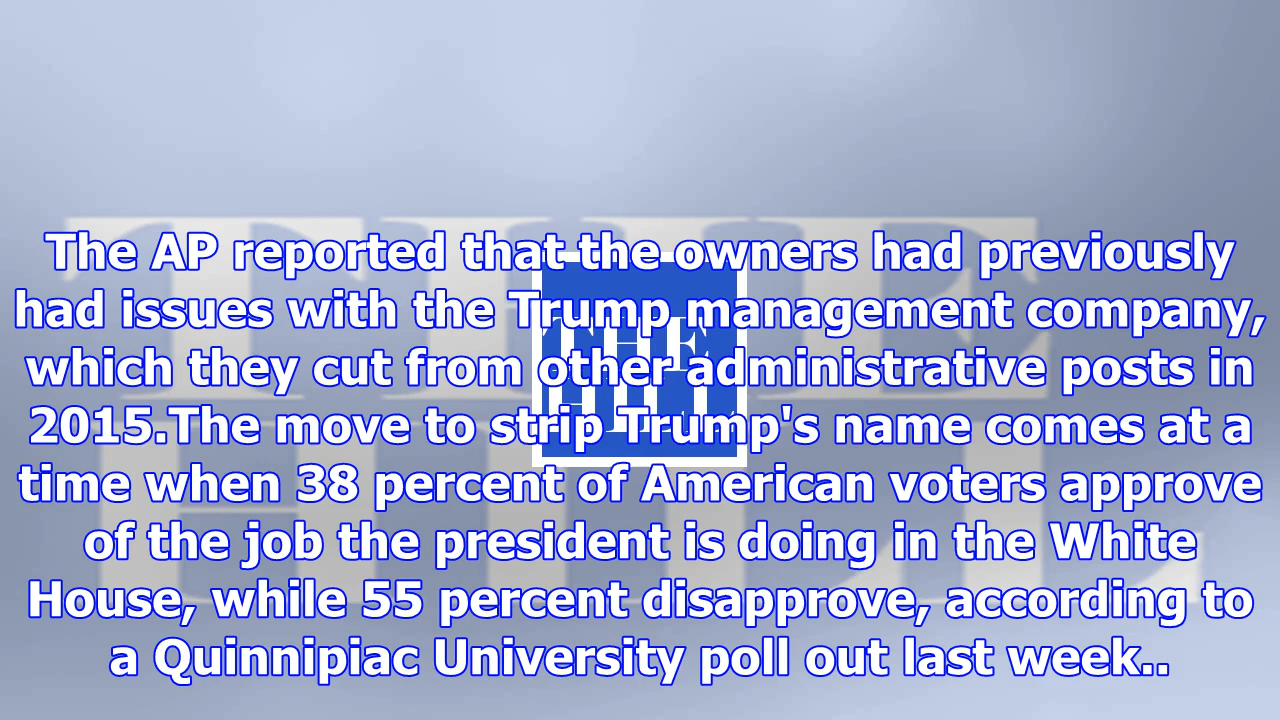 The AP reported that the owners had previously
had issues with the Trump management company,
which they cut from other administrative posts in
2015.The move to strip Trump's name comes at a
time when 38 percent of American voters approve
of the job the president is doing in the White
House, while 55 percent disapprove, according to
a Quinnipiac University poll out last week..
THE
HILL